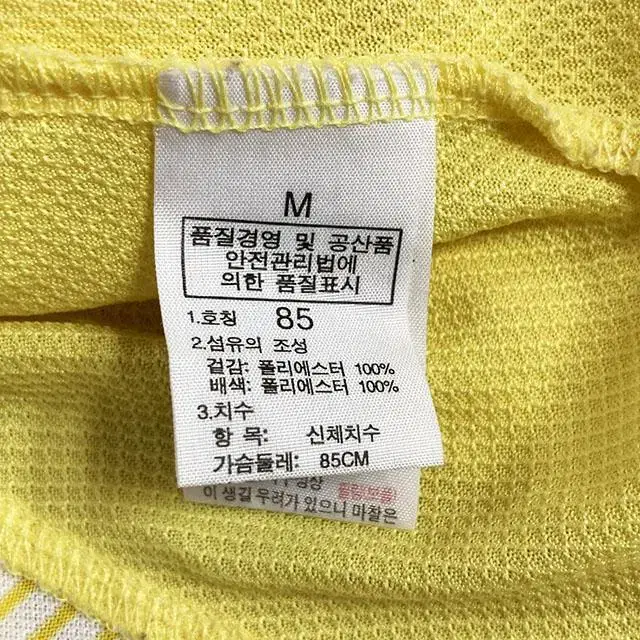 M
품질경영 및 공산품
안전관리법에
의한 품질표시
1.호칭 85
2.섬유의 조성
겉감: 폴리에스터 100%
배색: 폴리에스터 100%
3.치수
항 목: 신체치수
가슴둘레: 85CM
이 생길 우려가 있으니 마찰은